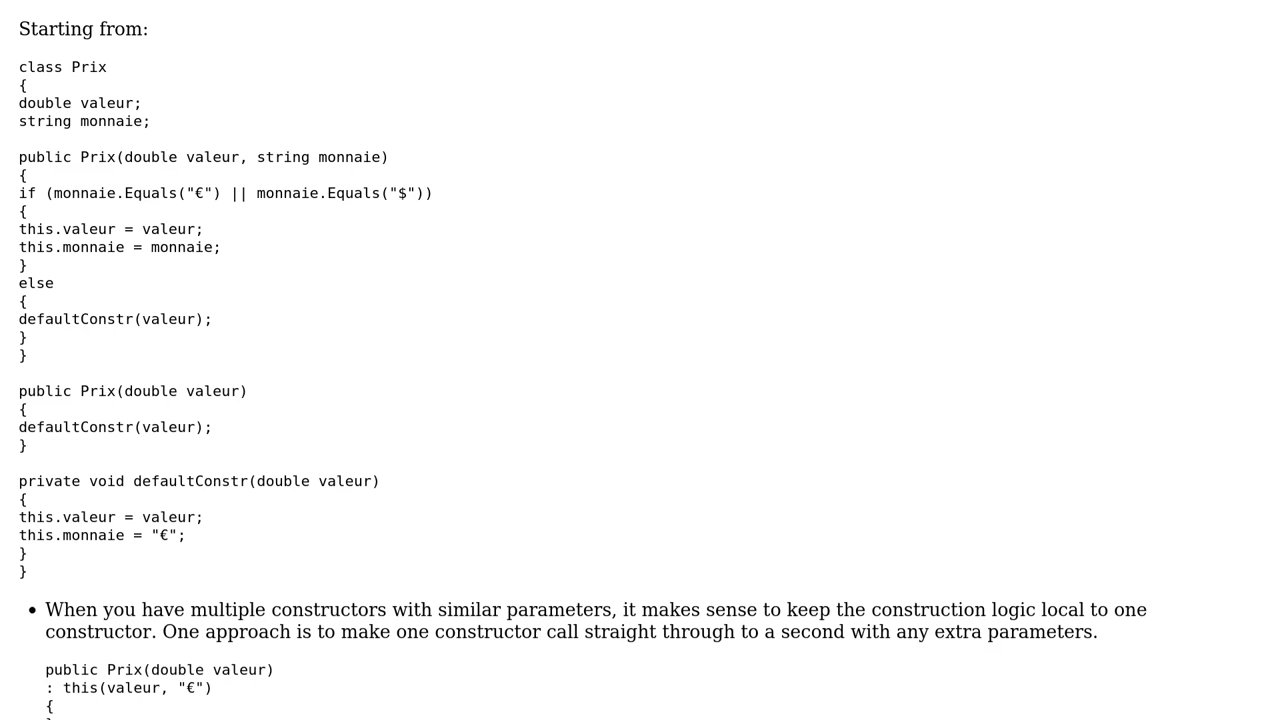 Starting from:
class Prix
{
double valeur;
string monnaie;
public Prix(double valeur, string monnaie)
{
if (monnaie.Equals("€") || monnaie.Equals("$"))
{
this.valeur = valeur;
this.monnaie = monnaie;
}
else
{
defaultConstr(valeur);
}
}
public Prix(double valeur)
{
defaultConstr(valeur);
}
private void defaultConstr(double valeur)
{
this.valeur = valeur;
this.monnaie = "€";
}
}
• When you have multiple constructors with similar parameters, it makes sense to keep the construction logic local to one
constructor. One approach is to make one constructor call straight through to a second with any extra parameters.
public Prix(double valeur)
: this(valeur, "€")
{